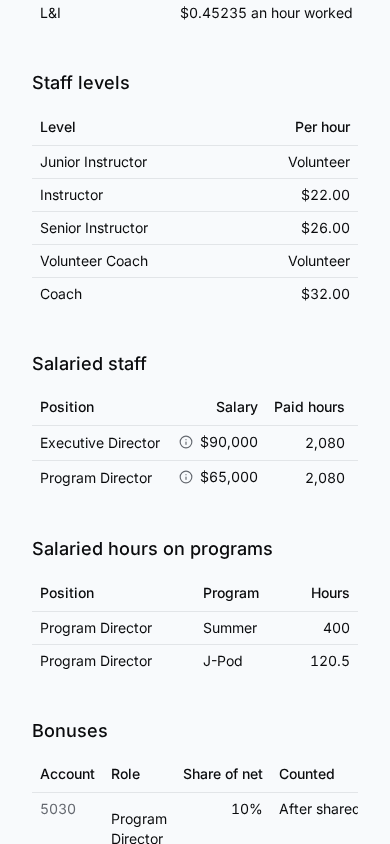 L&I $0.45235 an hour worked
Staff levels
Level Per hour
Junior Instructor Volunteer
Instructor $22.00
Senior Instructor $26.00
Volunteer Coach Volunteer
Coach $32.00
Salaried staff
Position Salary Paid hours
Executive Director $90,000 2,080
Program Director $65,000 2,080
Salaried hours on programs
Position Program Hours
Program Director Summer 400
Program Director J-Pod 120.5
Bonuses
Account Role Share of net Counted
5030 Program Director 10% After shared